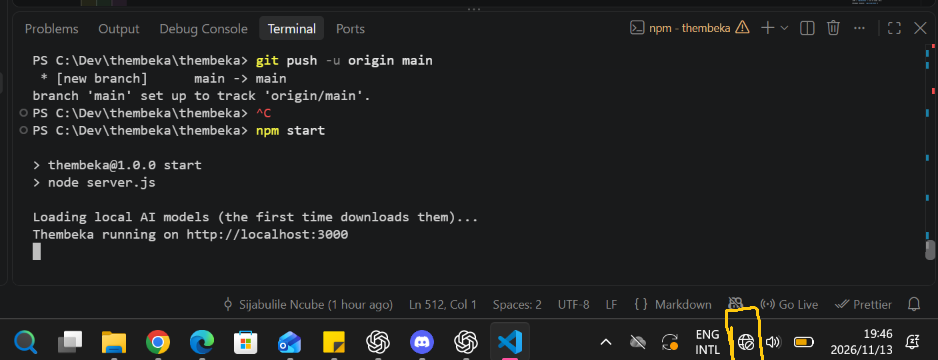 Problems Output Debug Console Terminal Ports npm - thembeka
PS C:\Dev\thembeka\thembeka> git push -u origin main
 * [new branch]      main -> main
branch 'main' set up to track 'origin/main'.
PS C:\Dev\thembeka\thembeka> ^C
PS C:\Dev\thembeka\thembeka> npm start
> thembeka@1.0.0 start
> node server.js
Loading local AI models (the first time downloads them)...
Thembeka running on http://localhost:3000
Sijabulile Ncube (1 hour ago) Ln 512, Col 1 Spaces: 2 UTF-8 LF {} Markdown Go Live Prettier
ENG 19:46
INTL 2026/11/13